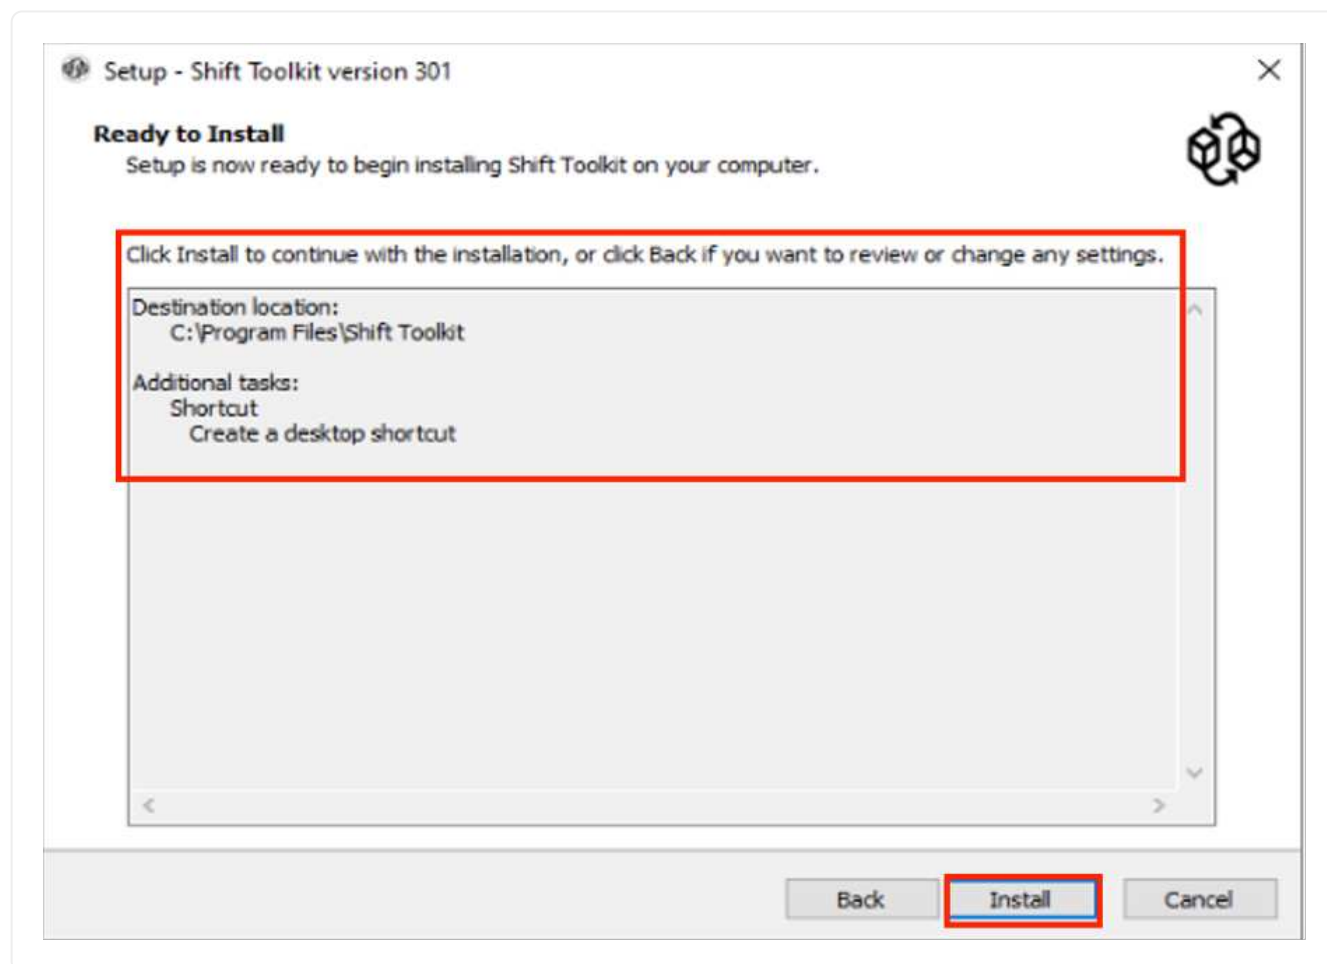 Setup - Shift Toolkit version 301
Ready to Install
Setup is now ready to begin installing Shift Toolkit on your computer.
Click Install to continue with the installation, or click Back if you want to review or change any settings.
Destination location:
C:\Program Files\Shift Toolkit
Additional tasks:
Shortcut
Create a desktop shortcut
Back
Install
Cancel